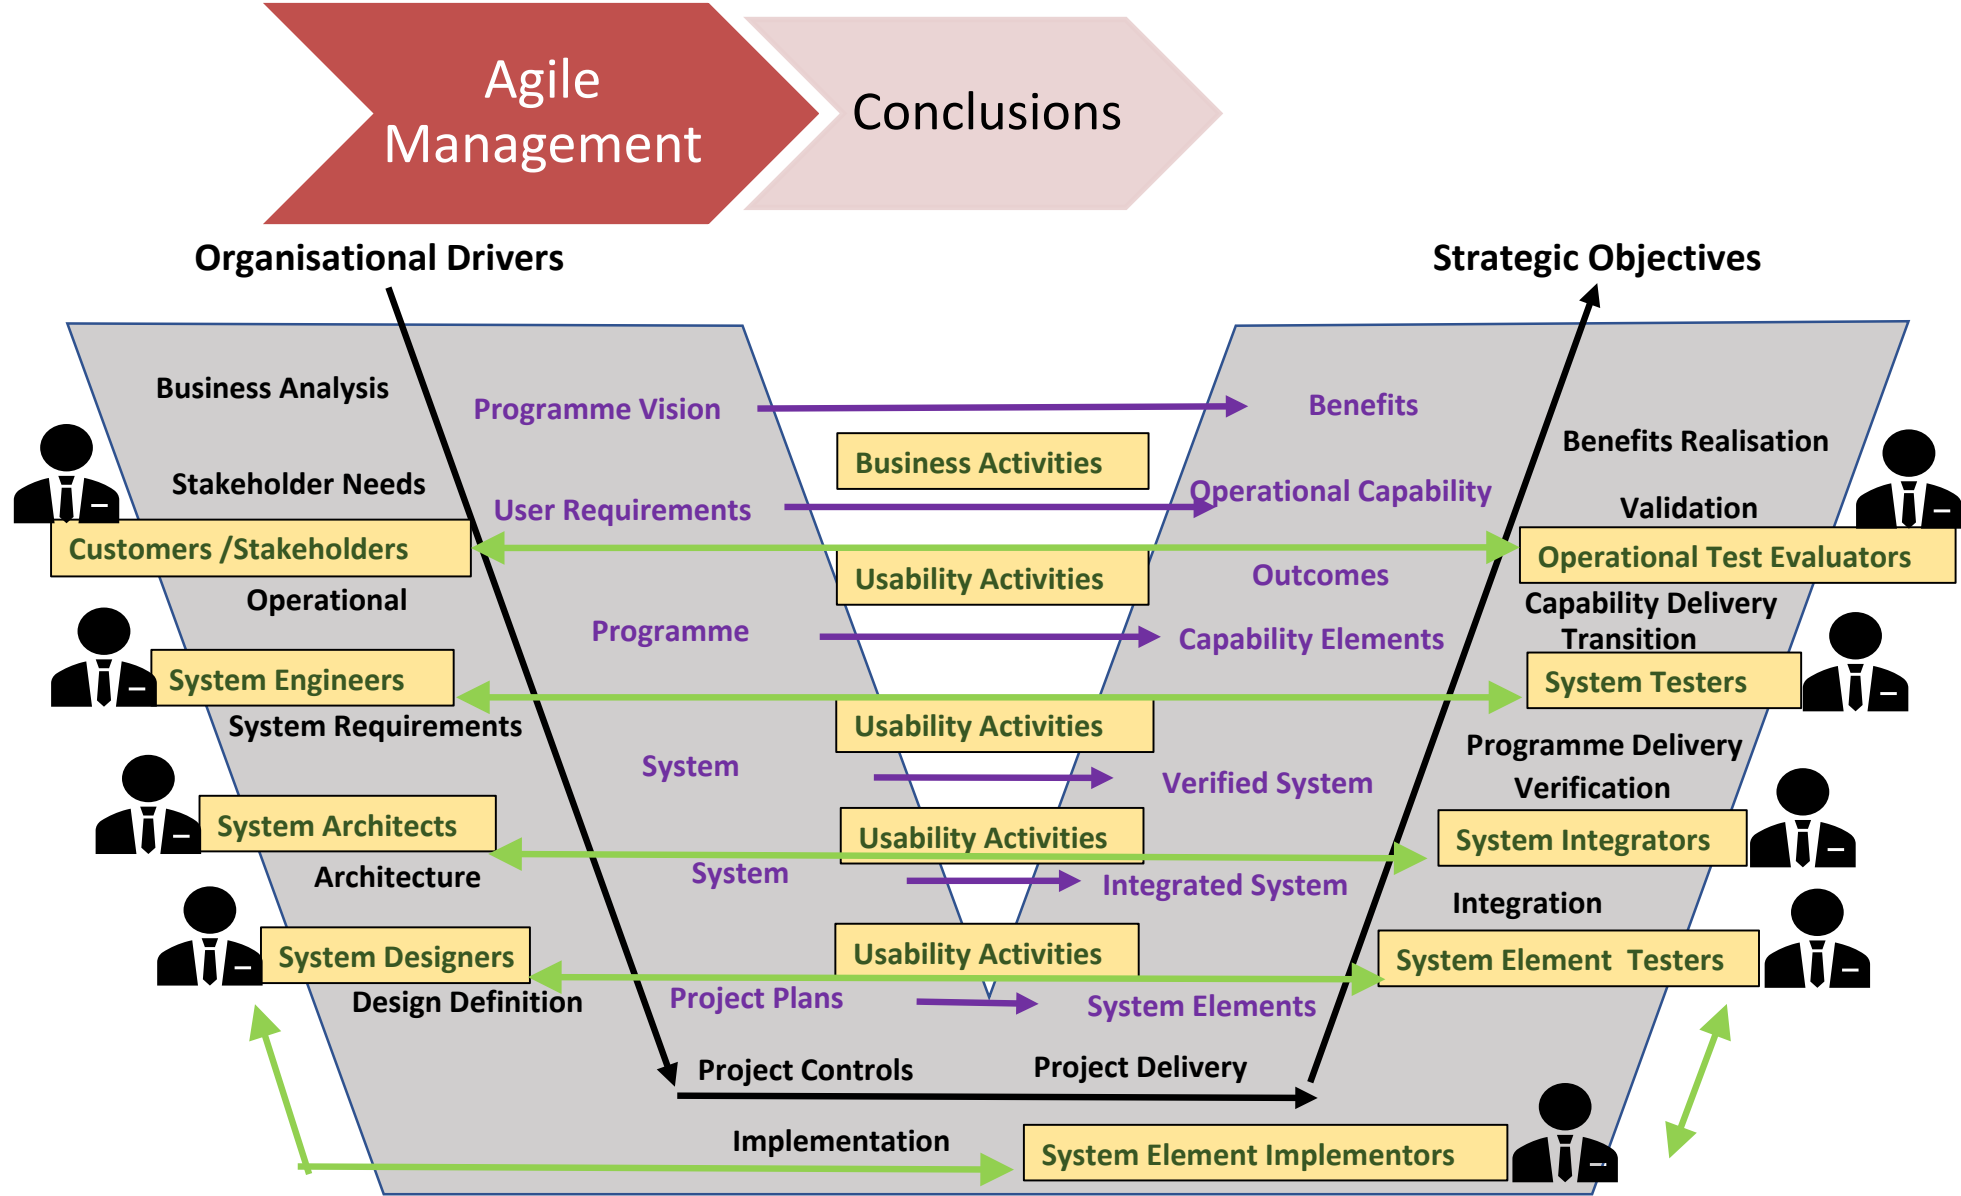 Agile
Management
Conclusions
Organisational Drivers
Strategic Objectives
Business Analysis
Programme Vision
Benefits
Benefits Realisation
Business Activities
Stakeholder Needs
User Requirements
Operational Capability
Validation
Customers /Stakeholders
Operational Test Evaluators
Usability Activities
Outcomes
Operational
Programme
Capability Elements
Capability Delivery
Transition
System Engineers
System Testers
System Requirements
Usability Activities
Programme Delivery
System
Verified System
Verification
System Architects
Usability Activities
System Integrators
Architecture
System
Integrated System
Integration
System Designers
Usability Activities
System Element  Testers
Design Definition
Project Plans
System Elements
Project Controls
Project Delivery
Implementation
System Element Implementors